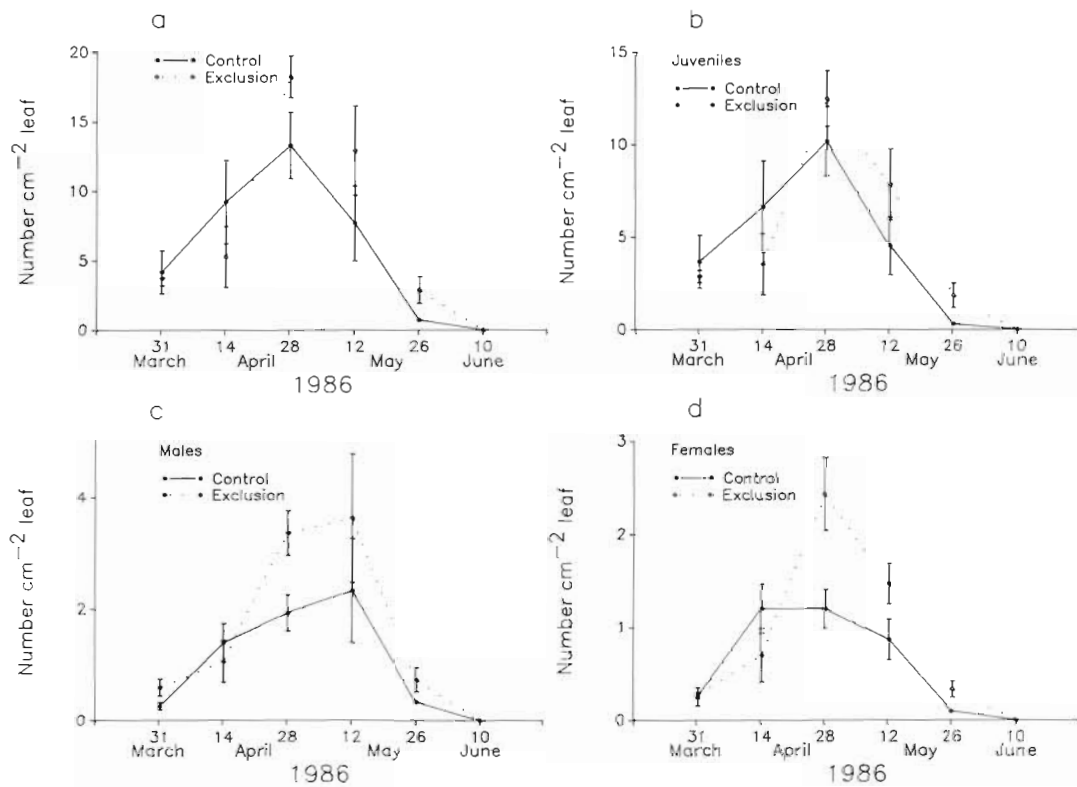 a
20
15
10
5
0
Number cm⁻² leaf
Control
Exclusion
31 14 28 12 26 10
March April May June
1986
b
15
10
5
0
Number cm⁻² leaf
Juveniles
Control
Exclusion
31 14 28 12 26 10
March April May June
1986
c
4
2
0
Number cm⁻² leaf
Males
Control
Exclusion
31 14 28 12 26 10
March April May June
1986
d
3
2
1
0
Number cm⁻² leaf
Females
Control
Exclusion
31 14 28 12 26 10
March April May June
1986